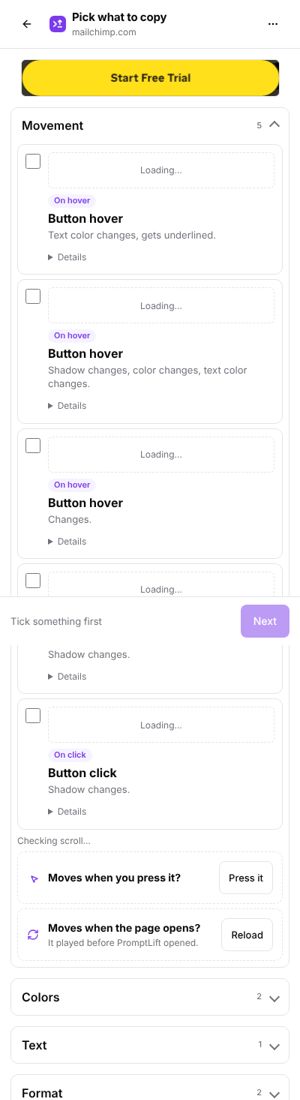 Pick what to copy
mailchimp.com
Start Free Trial
Movement
5
Loading...
On hover
Button hover
Text color changes, gets underlined.
Details
Loading...
On hover
Button hover
Shadow changes, color changes, text color
changes.
Details
Loading...
On hover
Button hover
Changes.
Details
Loading...
Tick something first
Next
Shadow changes.
Details
Loading...
On click
Button click
Shadow changes.
Details
Checking scroll...
Moves when you press it?
Press it
Moves when the page opens?
It played before PromptLift opened.
Reload
Colors
2
Text
1
Format
2